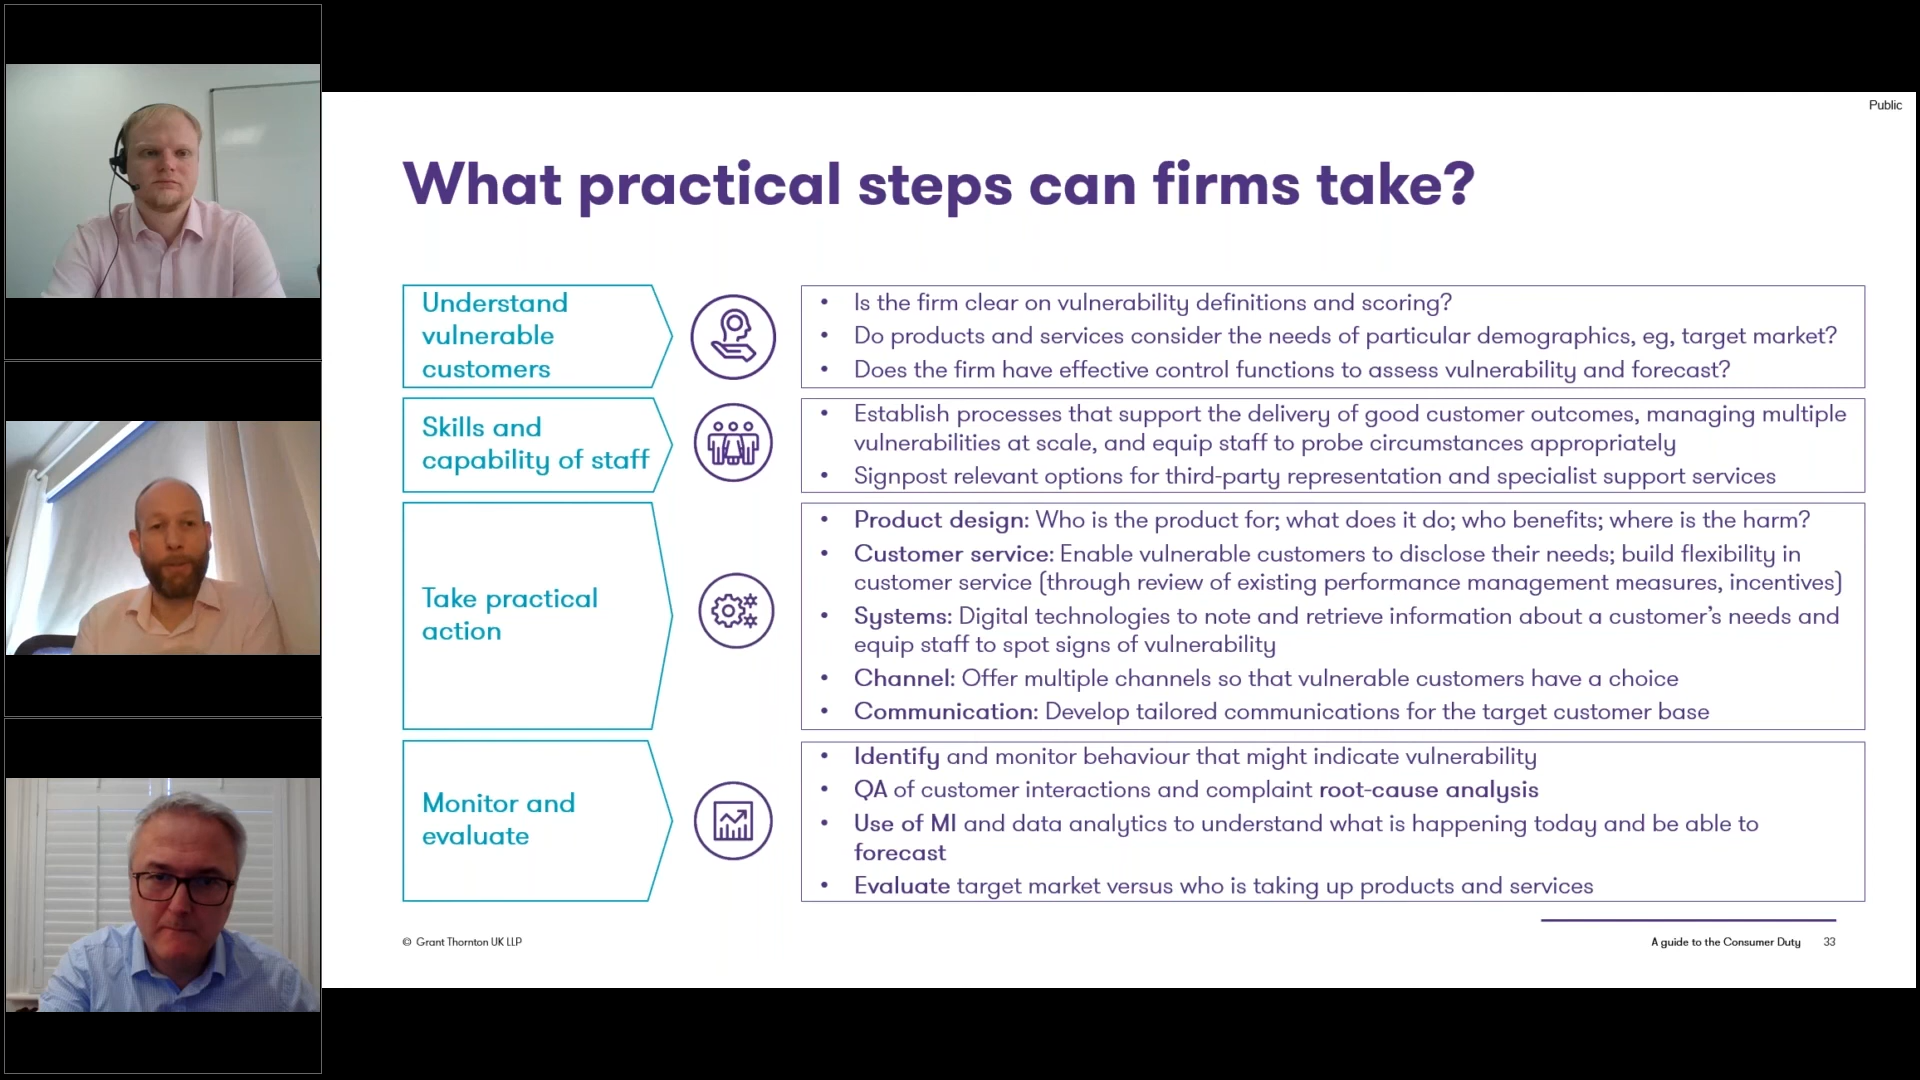 Public
What practical steps can firms take?
Understand
vulnerable
customers
• Is the firm clear on vulnerability definitions and scoring?
• Do products and services consider the needs of particular demographics, eg, target market?
• Does the firm have effective control functions to assess vulnerability and forecast?
Skills and
capability of staff
• Establish processes that support the delivery of good customer outcomes, managing multiple
vulnerabilities at scale, and equip staff to probe circumstances appropriately
• Signpost relevant options for third-party representation and specialist support services
Take practical
action
• Product design: Who is the product for; what does it do; who benefits; where is the harm?
• Customer service: Enable vulnerable customers to disclose their needs; build flexibility in
customer service (through review of existing performance management measures, incentives)
• Systems: Digital technologies to note and retrieve information about a customer’s needs and
equip staff to spot signs of vulnerability
• Channel: Offer multiple channels so that vulnerable customers have a choice
• Communication: Develop tailored communications for the target customer base
Monitor and
evaluate
• Identify and monitor behaviour that might indicate vulnerability
• QA of customer interactions and complaint root-cause analysis
• Use of MI and data analytics to understand what is happening today and be able to
forecast
• Evaluate target market versus who is taking up products and services
© Grant Thornton UK LLP
A guide to the Consumer Duty 33